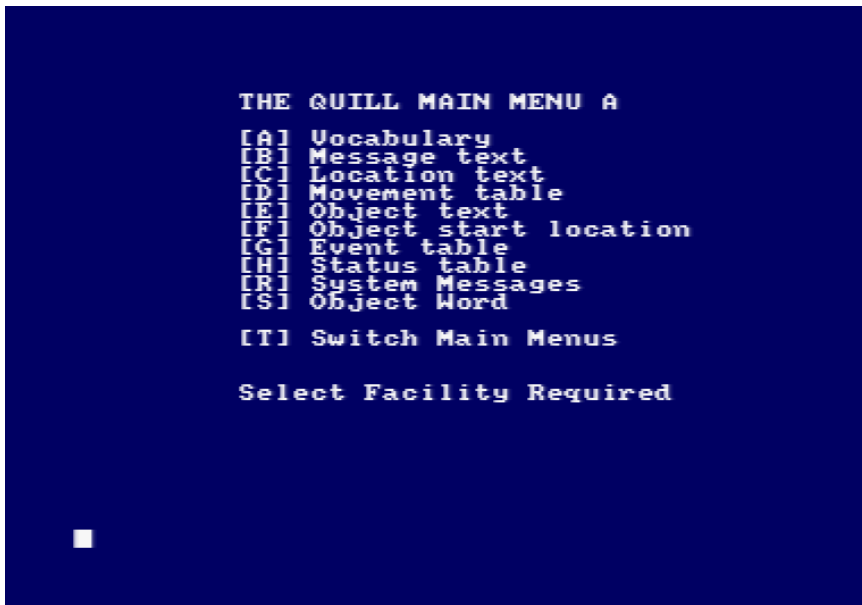 THE QUILL MAIN MENU A
[A] Vocabulary
[B] Message text
[C] Location text
[D] Movement table
[E] Object text
[F] Object start location
[G] Event table
[H] Status table
[R] System Messages
[S] Object Word
[T] Switch Main Menus
Select Facility Required